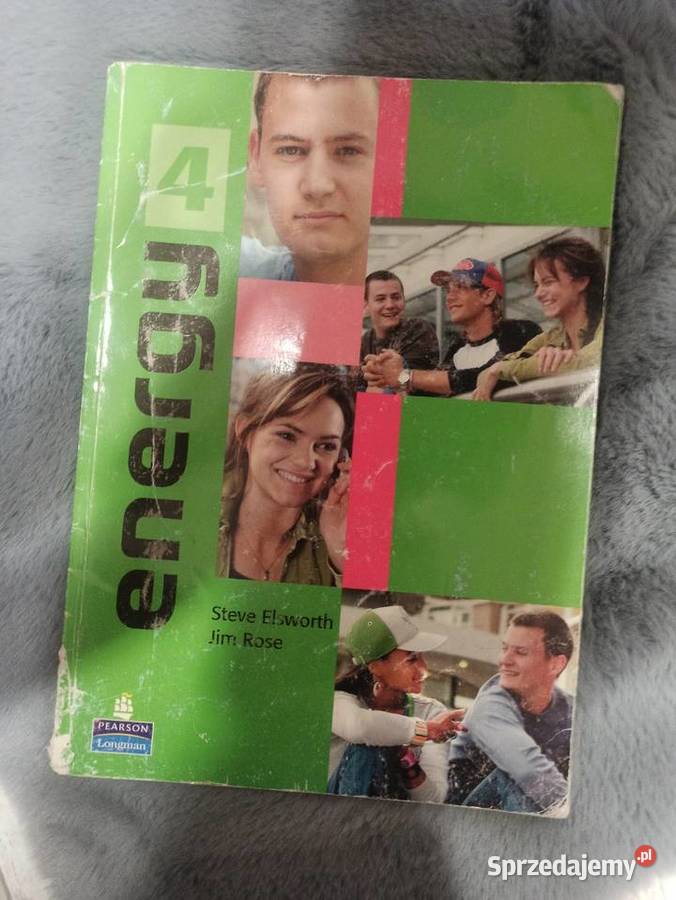 energy 4
Steve Elsworth
Jim Rose
PEARSON
Longman
Sprzedajemy.pl